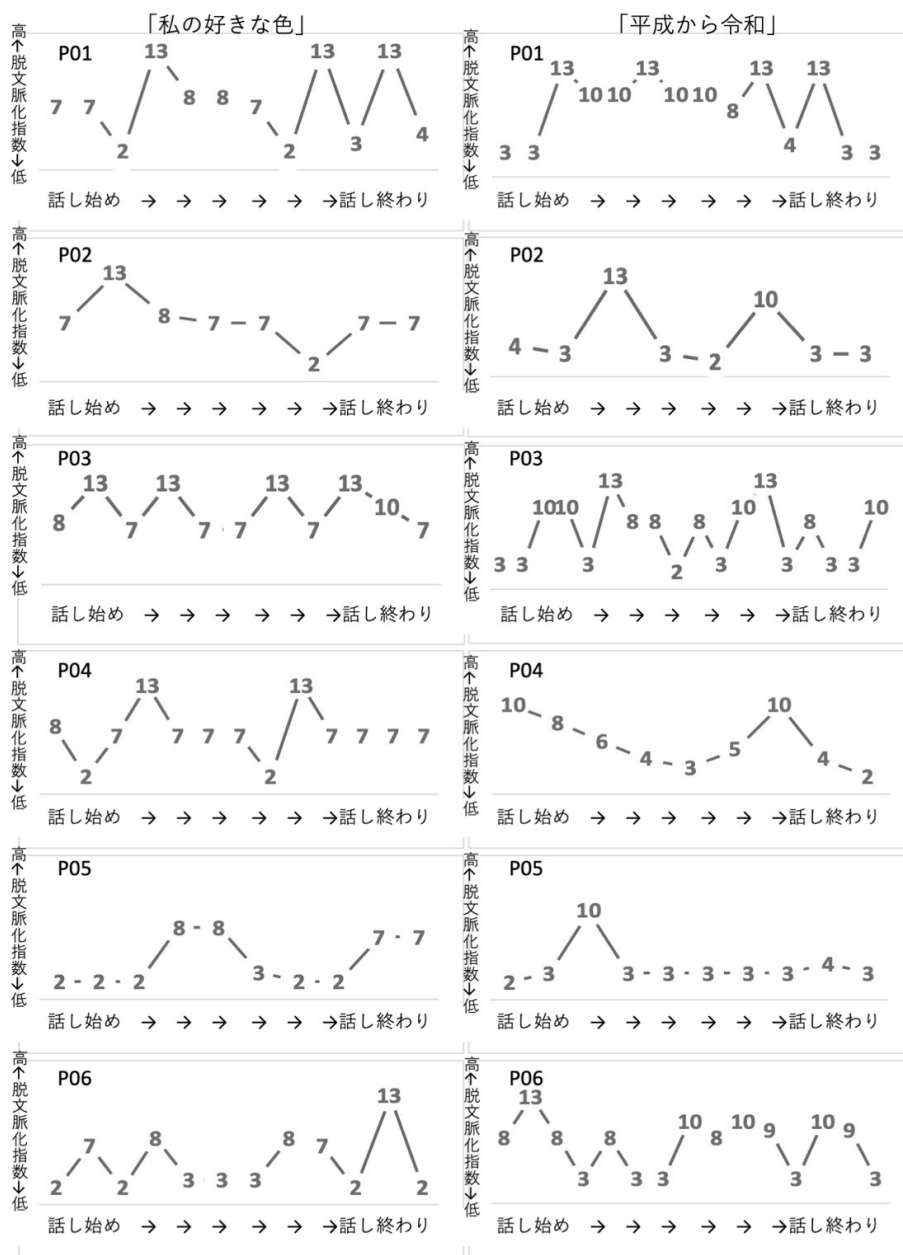 「私の好きな色」
高↑脱文脈化指数↓低
P01
7 7 2 13 8 8 7 2 13 3 13 4
話し始め → → → → → →話し終わり
「平成から令和」
高↑脱文脈化指数↓低
P01
3 3 13 10 10 13 10 10 8 13 4 13 3 3
話し始め → → → → → →話し終わり
高↑脱文脈化指数↓低
P02
7 13 8 7 7 2 7 7
話し始め → → → → → →話し終わり
高↑脱文脈化指数↓低
P02
4 3 13 3 2 10 3 3
話し始め → → → → → →話し終わり
高↑脱文脈化指数↓低
P03
8 13 7 13 7 7 13 7 13 10 7
話し始め → → → → → →話し終わり
高↑脱文脈化指数↓低
P03
3 3 10 10 3 13 8 8 2 8 3 10 13 3 8 3 3 10
話し始め → → → → → →話し終わり
高↑脱文脈化指数↓低
P04
8 2 7 13 7 7 7 2 13 7 7 7 7
話し始め → → → → → →話し終わり
高↑脱文脈化指数↓低
P04
10 8 6 4 3 5 10 4 2
話し始め → → → → → →話し終わり
高↑脱文脈化指数↓低
P05
2 2 2 8 8 3 2 2 7 7
話し始め → → → → → →話し終わり
高↑脱文脈化指数↓低
P05
2 3 10 3 3 3 3 3 4 3
話し始め → → → → → →話し終わり
高↑脱文脈化指数↓低
P06
2 7 2 8 3 3 3 8 7 2 13 2
話し始め → → → → → →話し終わり
高↑脱文脈化指数↓低
P06
8 13 8 3 8 3 3 10 8 10 9 3 10 9 3
話し始め → → → → → →話し終わり